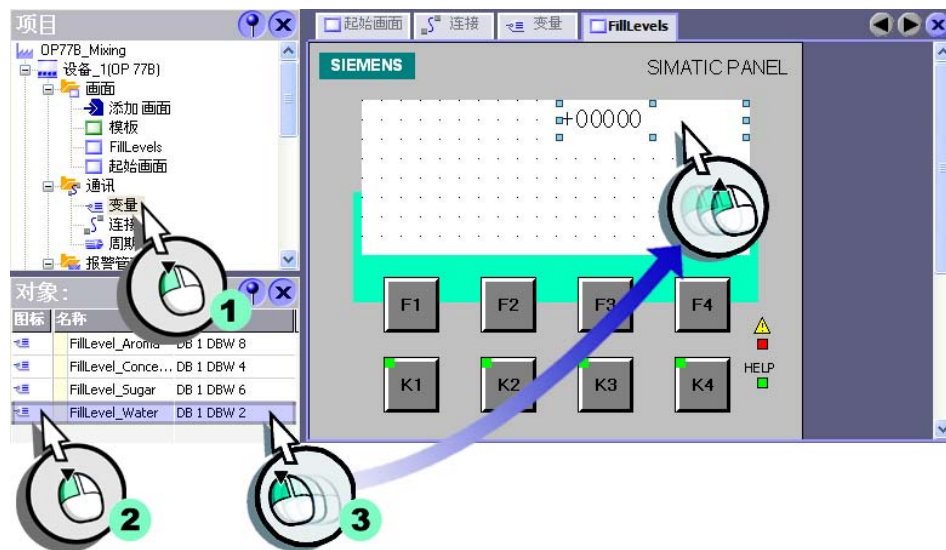 项目
OP77B_Mixing
设备_1(OP 77B)
画面
添加 画面
模板
FillLevels
起始画面
通讯
变量
连接
周期
报警管
对象:
图标 名称
FillLevel_Aroma DB 1 DBW 8
FillLevel_Conce... DB 1 DBW 4
FillLevel_Sugar DB 1 DBW 6
FillLevel_Water DB 1 DBW 2
1
2
3
起始画面 连接 变量 FillLevels
SIEMENS SIMATIC PANEL
+00000
F1 F2 F3 F4
K1 K2 K3 K4
HELP